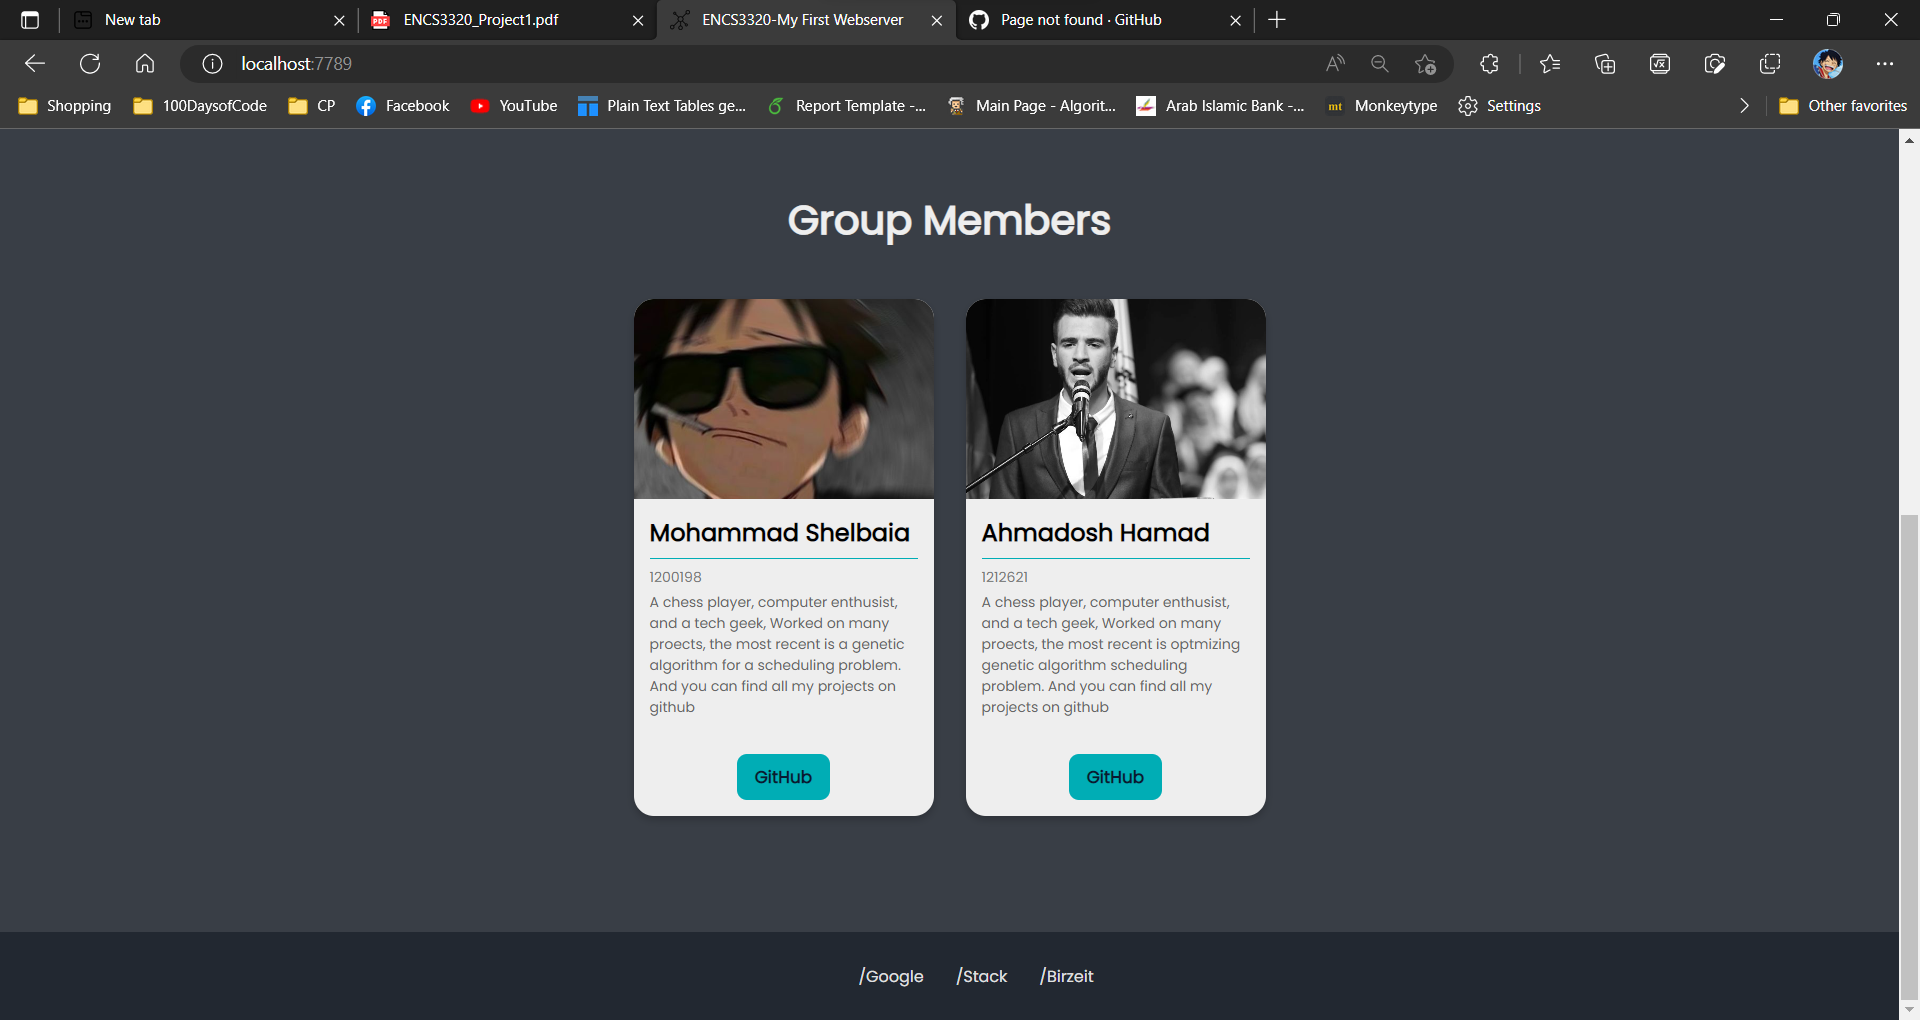 New tab
ENCS3320_Project1.pdf
ENCS3320-My First Webserver
Page not found · GitHub
localhost:7789
Shopping
100DaysofCode
CP
Facebook
YouTube
Plain Text Tables ge...
Report Template -...
Main Page - Algorit...
Arab Islamic Bank -...
mt
Monkeytype
Settings
Other favorites
Group Members
Mohammad Shelbaia
1200198
A chess player, computer enthusist,
and a tech geek, Worked on many
proects, the most recent is a genetic
algorithm for a scheduling problem.
And you can find all my projects on
github
GitHub
Ahmadosh Hamad
1212621
A chess player, computer enthusist,
and a tech geek, Worked on many
proects, the most recent is optmizing
genetic algorithm scheduling
problem. And you can find all my
projects on github
GitHub
/Google
/Stack
/Birzeit